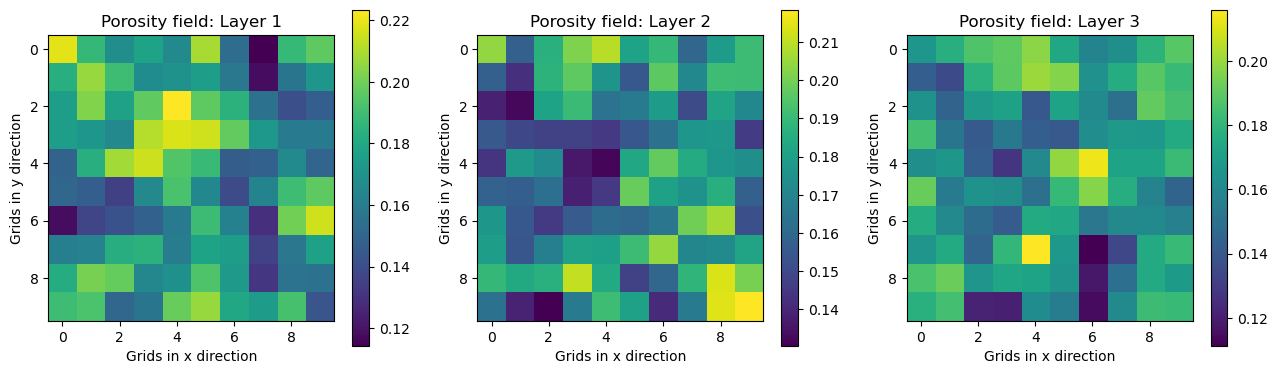 Porosity field: Layer 1
0
2
4
6
8
Grids in y direction
0 2 4 6 8
Grids in x direction
0.22
0.20
0.18
0.16
0.14
0.12
Porosity field: Layer 2
0
2
4
6
8
Grids in y direction
0 2 4 6 8
Grids in x direction
0.21
0.20
0.19
0.18
0.17
0.16
0.15
0.14
Porosity field: Layer 3
0
2
4
6
8
Grids in y direction
0 2 4 6 8
Grids in x direction
0.20
0.18
0.16
0.14
0.12